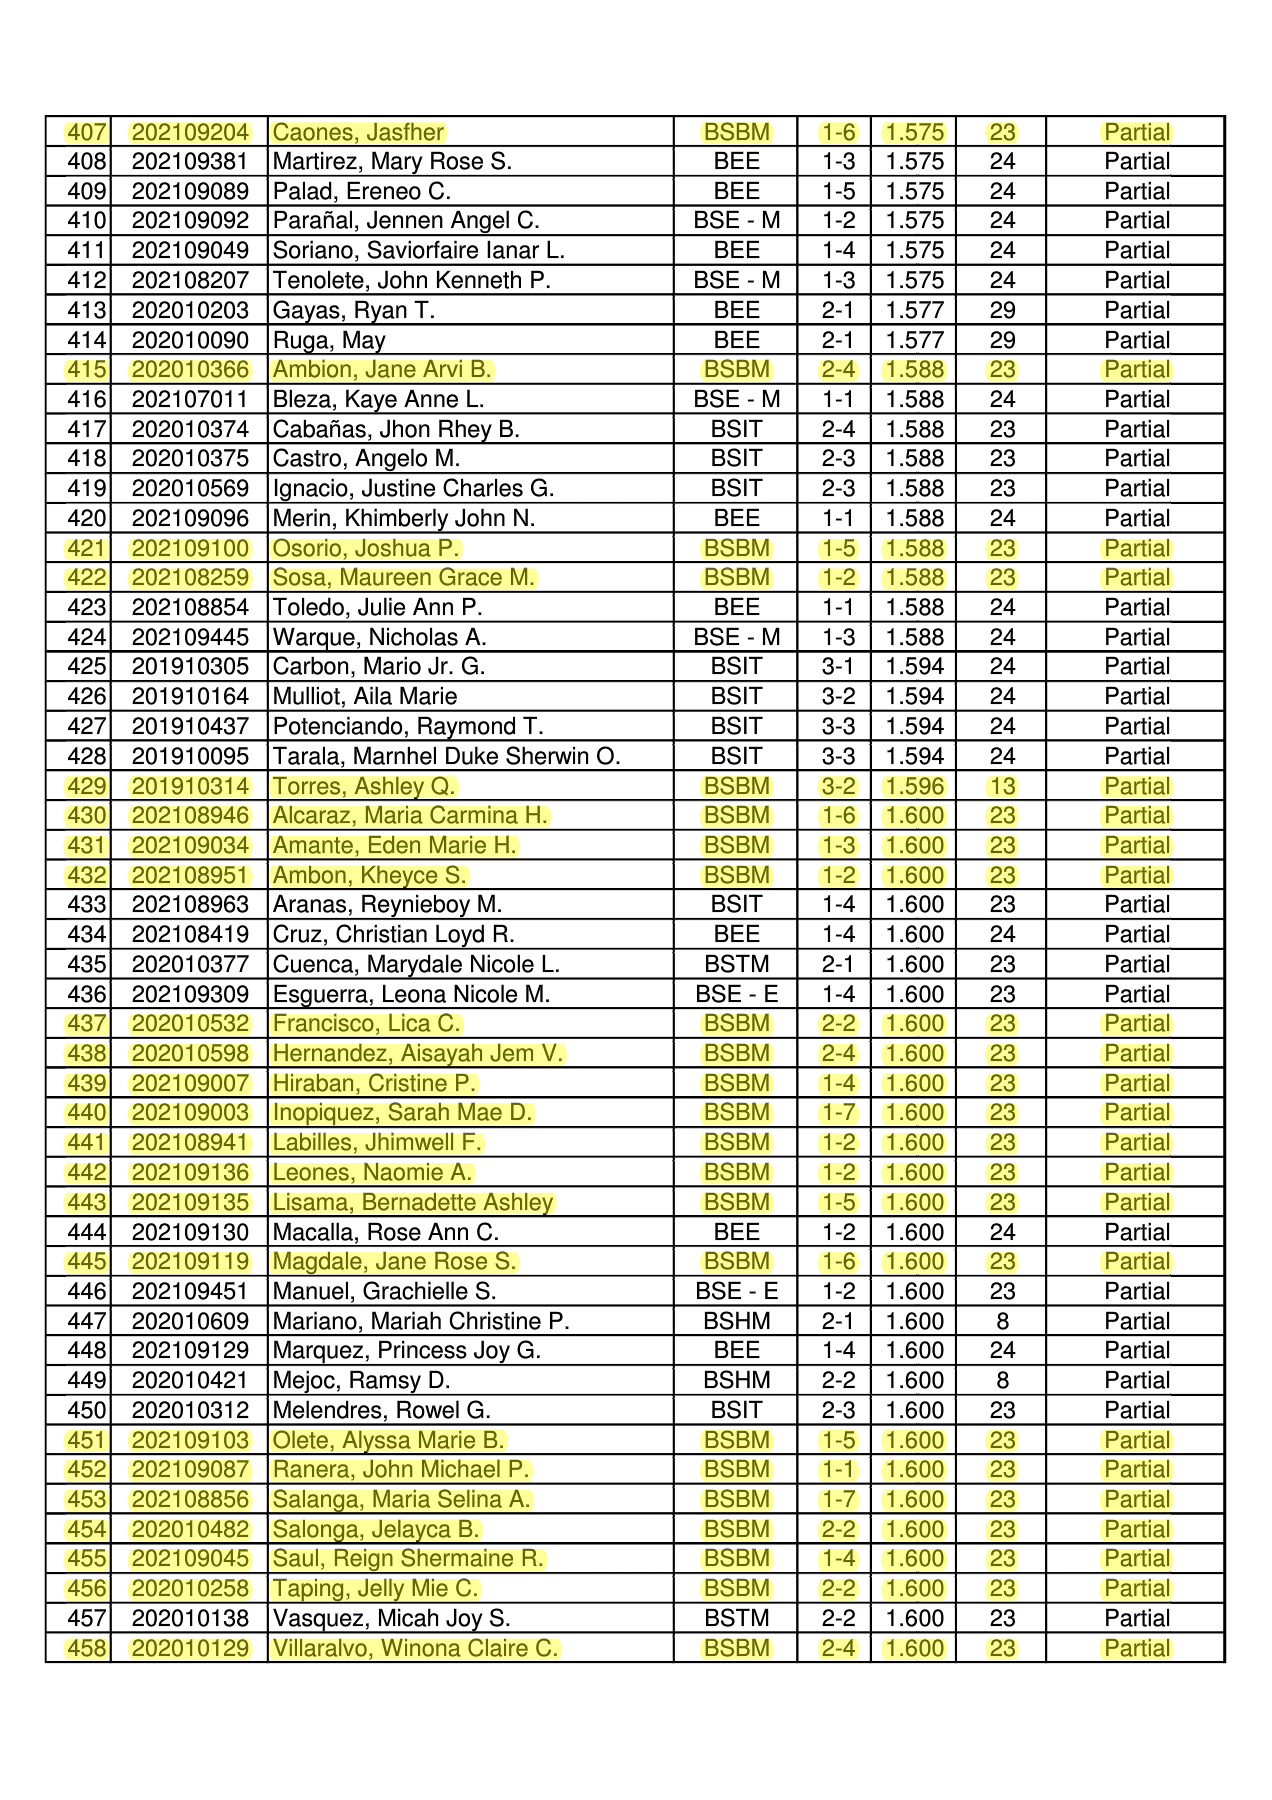 407 202109204 Caones, Jasfher BSBM 1-6 1.575 23 Partial
408 202109381 Martirez, Mary Rose S. BEE 1-3 1.575 24 Partial
409 202109089 Palad, Ereneo C. BEE 1-5 1.575 24 Partial
410 202109092 Parañal, Jennen Angel C. BSE - M 1-2 1.575 24 Partial
411 202109049 Soriano, Saviorfaire Ianar L. BEE 1-4 1.575 24 Partial
412 202108207 Tenolete, John Kenneth P. BSE - M 1-3 1.575 24 Partial
413 202010203 Gayas, Ryan T. BEE 2-1 1.577 29 Partial
414 202010090 Ruga, May BEE 2-1 1.577 29 Partial
415 202010366 Ambion, Jane Arvi B. BSBM 2-4 1.588 23 Partial
416 202107011 Bleza, Kaye Anne L. BSE - M 1-1 1.588 24 Partial
417 202010374 Cabañas, Jhon Rhey B. BSIT 2-4 1.588 23 Partial
418 202010375 Castro, Angelo M. BSIT 2-3 1.588 23 Partial
419 202010569 Ignacio, Justine Charles G. BSIT 2-3 1.588 23 Partial
420 202109096 Merin, Khimberly John N. BEE 1-1 1.588 24 Partial
421 202109100 Osorio, Joshua P. BSBM 1-5 1.588 23 Partial
422 202108259 Sosa, Maureen Grace M. BSBM 1-2 1.588 23 Partial
423 202108854 Toledo, Julie Ann P. BEE 1-1 1.588 24 Partial
424 202109445 Warque, Nicholas A. BSE - M 1-3 1.588 24 Partial
425 201910305 Carbon, Mario Jr. G. BSIT 3-1 1.594 24 Partial
426 201910164 Mulliot, Aila Marie BSIT 3-2 1.594 24 Partial
427 201910437 Potenciando, Raymond T. BSIT 3-3 1.594 24 Partial
428 201910095 Tarala, Marnhel Duke Sherwin O. BSIT 3-3 1.594 24 Partial
429 201910314 Torres, Ashley Q. BSBM 3-2 1.596 13 Partial
430 202108946 Alcaraz, Maria Carmina H. BSBM 1-6 1.600 23 Partial
431 202109034 Amante, Eden Marie H. BSBM 1-3 1.600 23 Partial
432 202108951 Ambon, Kheyce S. BSBM 1-2 1.600 23 Partial
433 202108963 Aranas, Reynieboy M. BSIT 1-4 1.600 23 Partial
434 202108419 Cruz, Christian Loyd R. BEE 1-4 1.600 24 Partial
435 202010377 Cuenca, Marydale Nicole L. BSTM 2-1 1.600 23 Partial
436 202109309 Esguerra, Leona Nicole M. BSE - E 1-4 1.600 23 Partial
437 202010532 Francisco, Lica C. BSBM 2-2 1.600 23 Partial
438 202010598 Hernandez, Aisayah Jem V. BSBM 2-4 1.600 23 Partial
439 202109007 Hiraban, Cristine P. BSBM 1-4 1.600 23 Partial
440 202109003 Inopiquez, Sarah Mae D. BSBM 1-7 1.600 23 Partial
441 202108941 Labilles, Jhimwell F. BSBM 1-2 1.600 23 Partial
442 202109136 Leones, Naomie A. BSBM 1-2 1.600 23 Partial
443 202109135 Lisama, Bernadette Ashley BSBM 1-5 1.600 23 Partial
444 202109130 Macalla, Rose Ann C. BEE 1-2 1.600 24 Partial
445 202109119 Magdale, Jane Rose S. BSBM 1-6 1.600 23 Partial
446 202109451 Manuel, Grachielle S. BSE - E 1-2 1.600 23 Partial
447 202010609 Mariano, Mariah Christine P. BSHM 2-1 1.600 8 Partial
448 202109129 Marquez, Princess Joy G. BEE 1-4 1.600 24 Partial
449 202010421 Mejoc, Ramsy D. BSHM 2-2 1.600 8 Partial
450 202010312 Melendres, Rowel G. BSIT 2-3 1.600 23 Partial
451 202109103 Olete, Alyssa Marie B. BSBM 1-5 1.600 23 Partial
452 202109087 Ranera, John Michael P. BSBM 1-1 1.600 23 Partial
453 202108856 Salanga, Maria Selina A. BSBM 1-7 1.600 23 Partial
454 202010482 Salonga, Jelayca B. BSBM 2-2 1.600 23 Partial
455 202109045 Saul, Reign Shermaine R. BSBM 1-4 1.600 23 Partial
456 202010258 Taping, Jelly Mie C. BSBM 2-2 1.600 23 Partial
457 202010138 Vasquez, Micah Joy S. BSTM 2-2 1.600 23 Partial
458 202010129 Villaralvo, Winona Claire C. BSBM 2-4 1.600 23 Partial